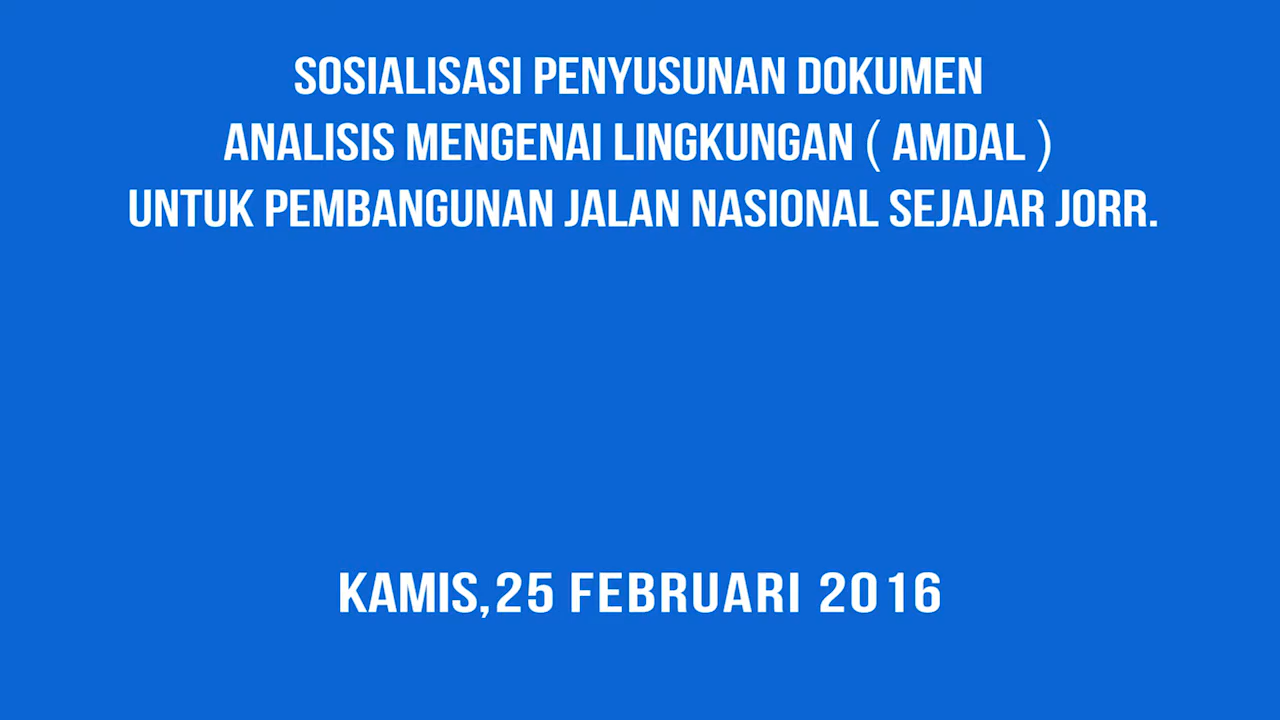 SOSIALISASI PENYUSUNAN DOKUMEN
ANALISIS MENGENAI LINGKUNGAN ( AMDAL )
UNTUK PEMBANGUNAN JALAN NASIONAL SEJAJAR JORR.
KAMIS,25 FEBRUARI 2016